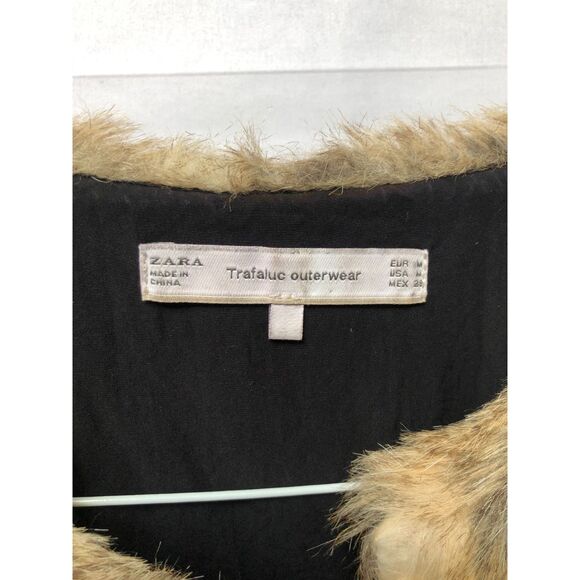 ZARA
MADE IN
CHINA
Trafaluc outerwear
EUR M
USA M
MEX 28